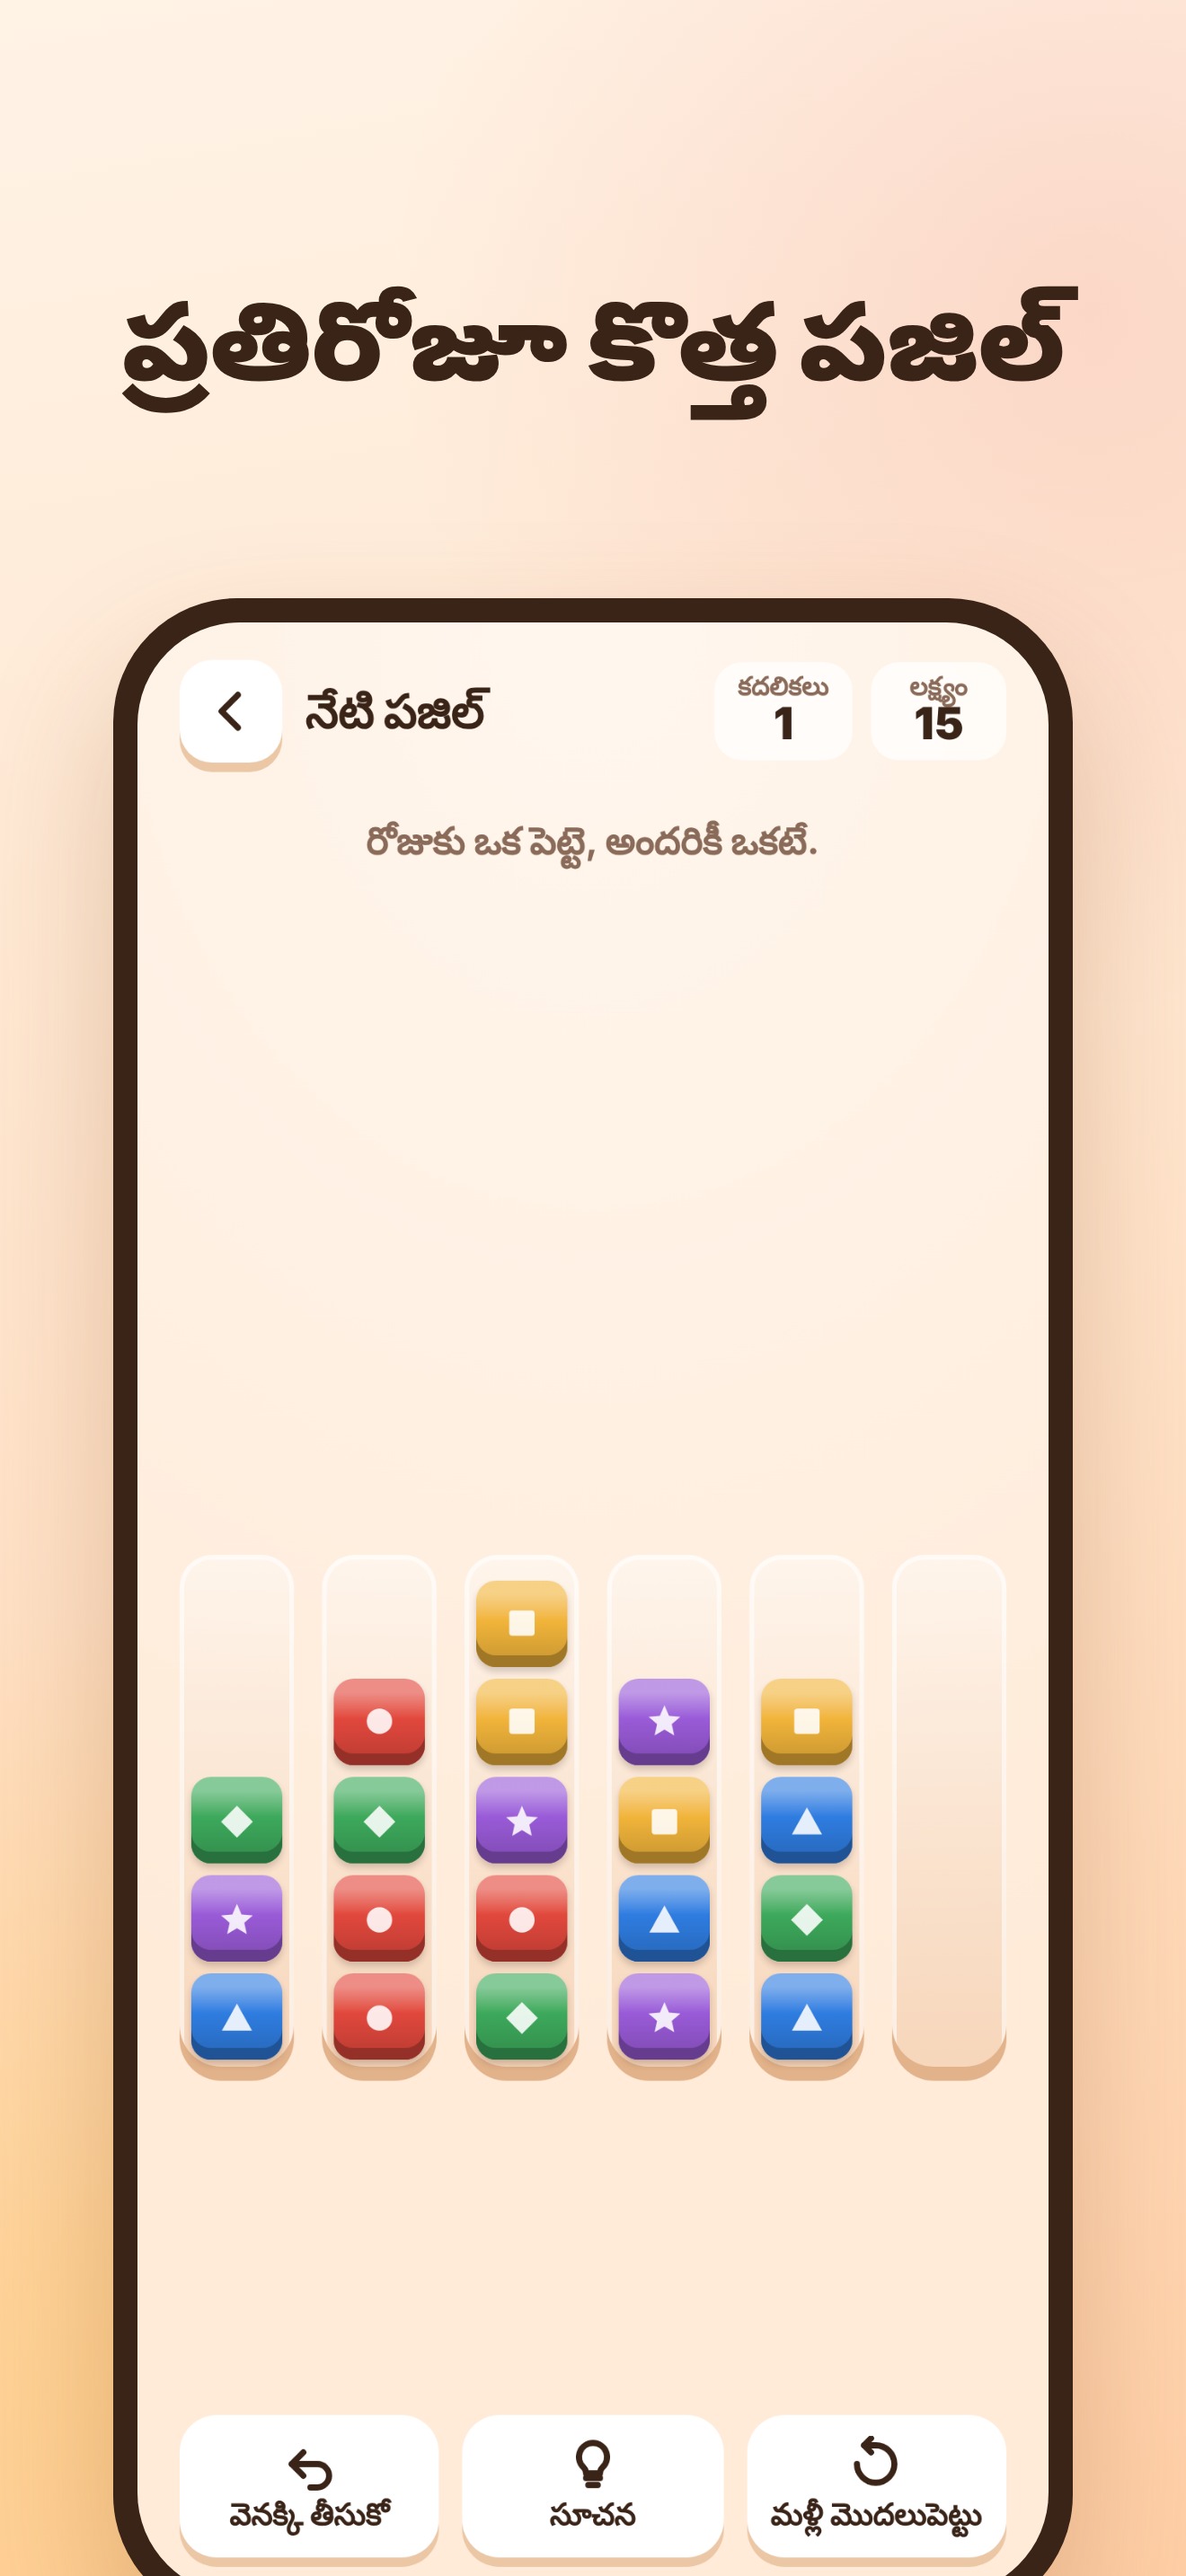 ప్రతిరోజూ కొత్త పజిల్
నేటి పజిల్
కదలికలు
1
లక్ష్యం
15
రోజుకు ఒక పెట్టె, అందరికీ ఒకటే.
వెనక్కి తీసుకో
సూచన
మళ్లీ మొదలుపెట్టు